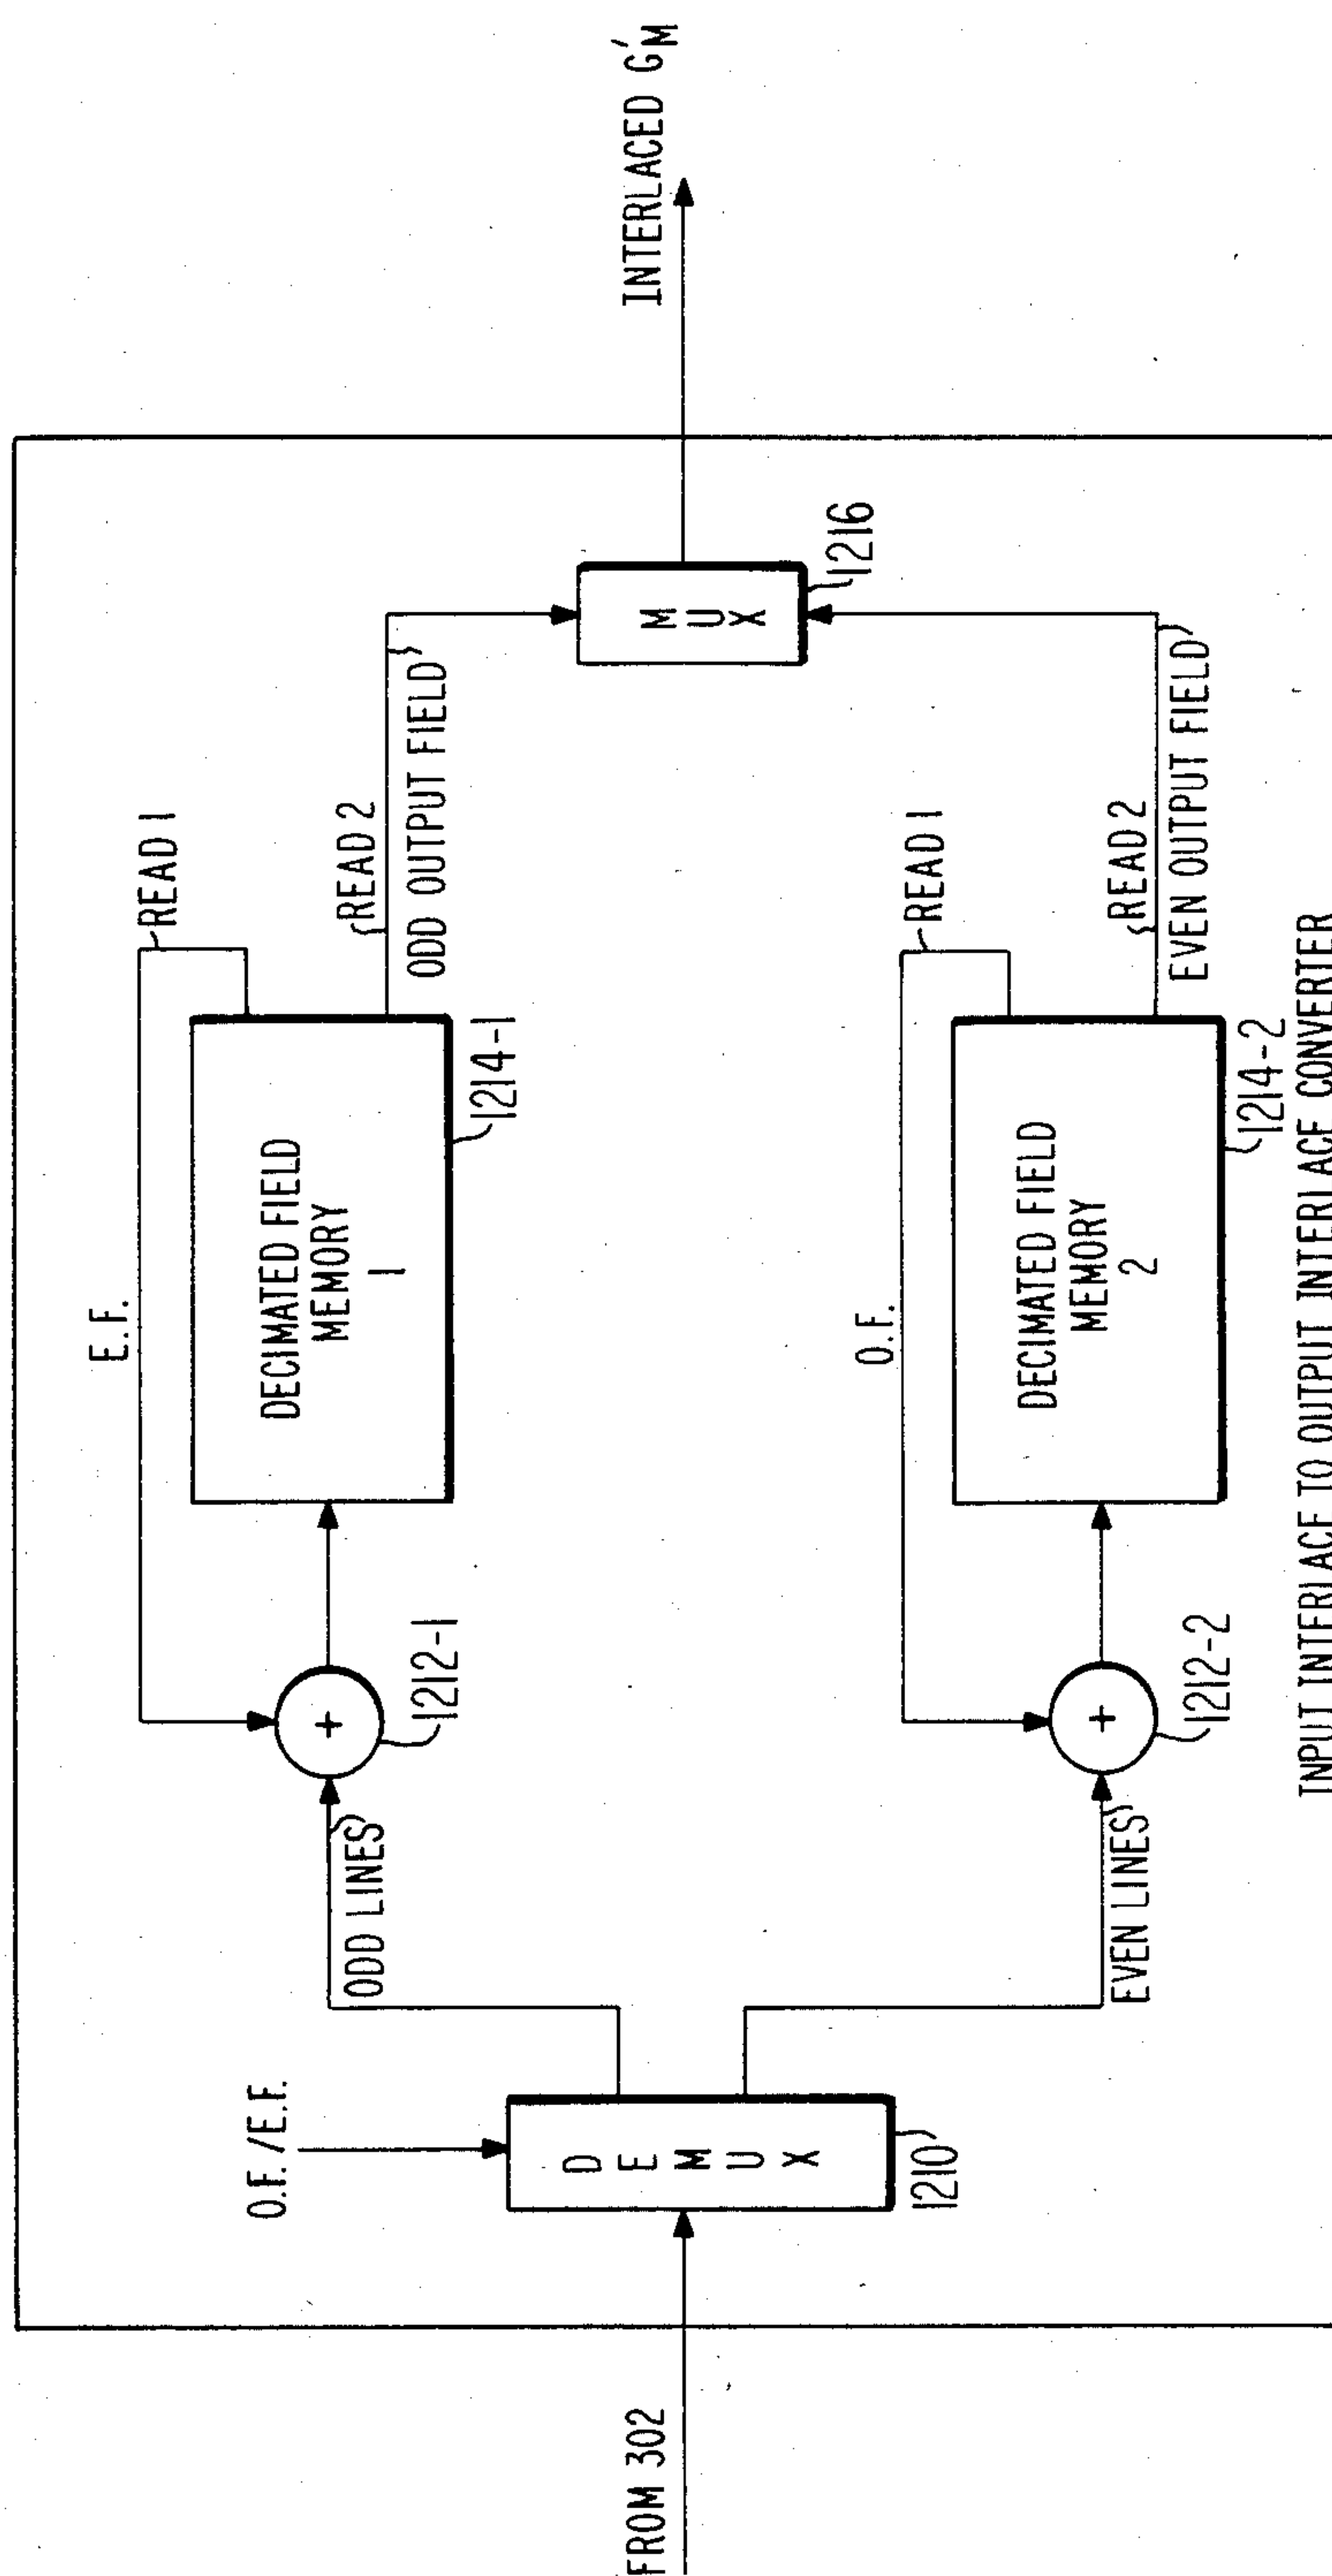 FROM 302
O.F./E.F.
DEMUX
1210
ODD LINES
EVEN LINES
+
1212-1
+
1212-2
E.F.
O.F.
DECIMATED FIELD
MEMORY
1
1214-1
DECIMATED FIELD
MEMORY
2
1214-2
READ 1
READ 2
ODD OUTPUT FIELD
READ 1
READ 2
EVEN OUTPUT FIELD
MUX
1216
INTERLACED G'M
INPUT INTERLACE TO OUTPUT INTERLACE CONVERTER